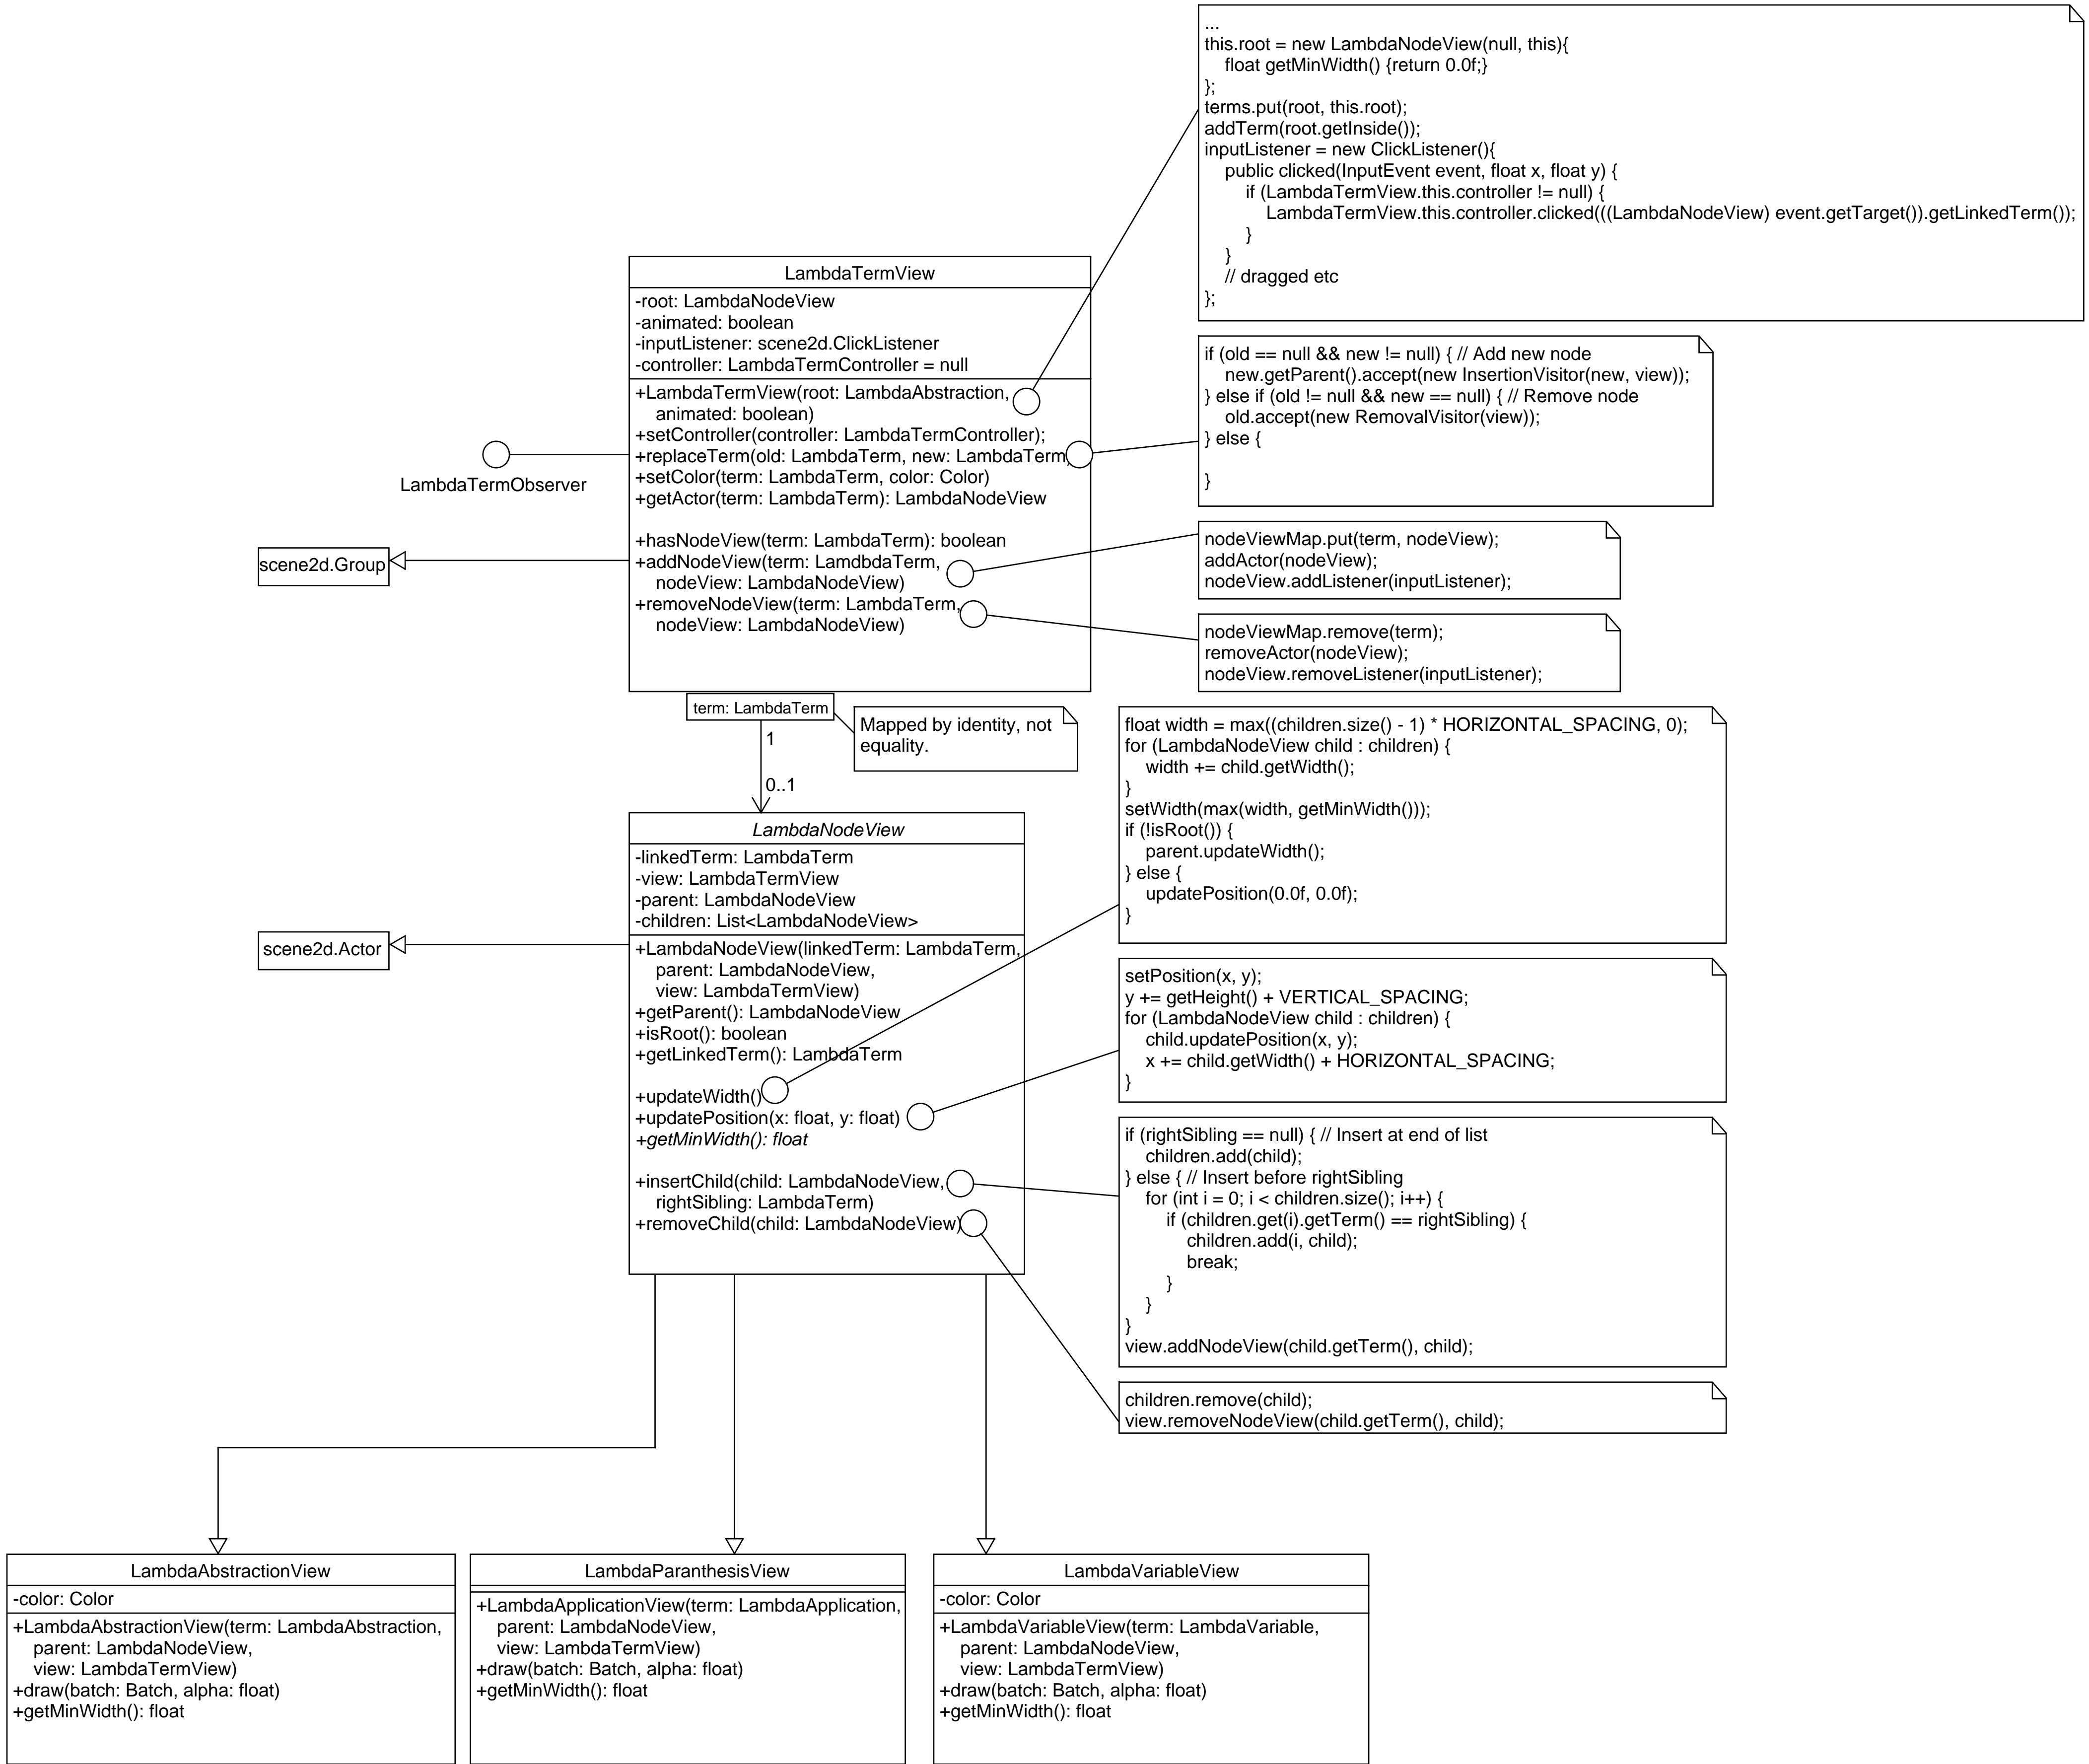 ...
this.root = new LambdaNodeView(null, this){
float getMinWidth() {return 0.0f;}
};
terms.put(root, this.root);
addTerm(root.getInside());
inputListener = new ClickListener(){
public clicked(InputEvent event, float x, float y) {
if (LambdaTermView.this.controller != null) {
LambdaTermView.this.controller.clicked(((LambdaNodeView) event.getTarget()).getLinkedTerm());
}
}
// dragged etc
};
LambdaTermView
-root: LambdaNodeView
-animated: boolean
-inputListener: scene2d.ClickListener
-controller: LambdaTermController = null
+LambdaTermView(root: LambdaAbstraction,
animated: boolean)
+setController(controller: LambdaTermController);
+replaceTerm(old: LambdaTerm, new: LambdaTerm)
+setColor(term: LambdaTerm, color: Color)
+getActor(term: LambdaTerm): LambdaNodeView
+hasNodeView(term: LambdaTerm): boolean
+addNodeView(term: LamdbdaTerm,
nodeView: LambdaNodeView)
+removeNodeView(term: LambdaTerm,
nodeView: LambdaNodeView)
LambdaTermObserver
scene2d.Group
if (old == null && new != null) { // Add new node
new.getParent().accept(new InsertionVisitor(new, view));
} else if (old != null && new == null) { // Remove node
old.accept(new RemovalVisitor(view));
} else {
}
nodeViewMap.put(term, nodeView);
addActor(nodeView);
nodeView.addListener(inputListener);
nodeViewMap.remove(term);
removeActor(nodeView);
nodeView.removeListener(inputListener);
term: LambdaTerm
1
0..1
Mapped by identity, not
equality.
float width = max((children.size() - 1) * HORIZONTAL_SPACING, 0);
for (LambdaNodeView child : children) {
width += child.getWidth();
}
setWidth(max(width, getMinWidth()));
if (!isRoot()) {
parent.updateWidth();
} else {
updatePosition(0.0f, 0.0f);
}
LambdaNodeView
-linkedTerm: LambdaTerm
-view: LambdaTermView
-parent: LambdaNodeView
-children: List<LambdaNodeView>
+LambdaNodeView(linkedTerm: LambdaTerm,
parent: LambdaNodeView,
view: LambdaTermView)
+getParent(): LambdaNodeView
+isRoot(): boolean
+getLinkedTerm(): LambdaTerm
+updateWidth()
+updatePosition(x: float, y: float)
+getMinWidth(): float
+insertChild(child: LambdaNodeView,
rightSibling: LambdaTerm)
+removeChild(child: LambdaNodeView)
scene2d.Actor
setPosition(x, y);
y += getHeight() + VERTICAL_SPACING;
for (LambdaNodeView child : children) {
child.updatePosition(x, y);
x += child.getWidth() + HORIZONTAL_SPACING;
}
if (rightSibling == null) { // Insert at end of list
children.add(child);
} else { // Insert before rightSibling
for (int i = 0; i < children.size(); i++) {
if (children.get(i).getTerm() == rightSibling) {
children.add(i, child);
break;
}
}
}
view.addNodeView(child.getTerm(), child);
children.remove(child);
view.removeNodeView(child.getTerm(), child);
LambdaAbstractionView
-color: Color
+LambdaAbstractionView(term: LambdaAbstraction,
parent: LambdaNodeView,
view: LambdaTermView)
+draw(batch: Batch, alpha: float)
+getMinWidth(): float
LambdaParanthesisView
+LambdaApplicationView(term: LambdaApplication,
parent: LambdaNodeView,
view: LambdaTermView)
+draw(batch: Batch, alpha: float)
+getMinWidth(): float
LambdaVariableView
-color: Color
+LambdaVariableView(term: LambdaVariable,
parent: LambdaNodeView,
view: LambdaTermView)
+draw(batch: Batch, alpha: float)
+getMinWidth(): float